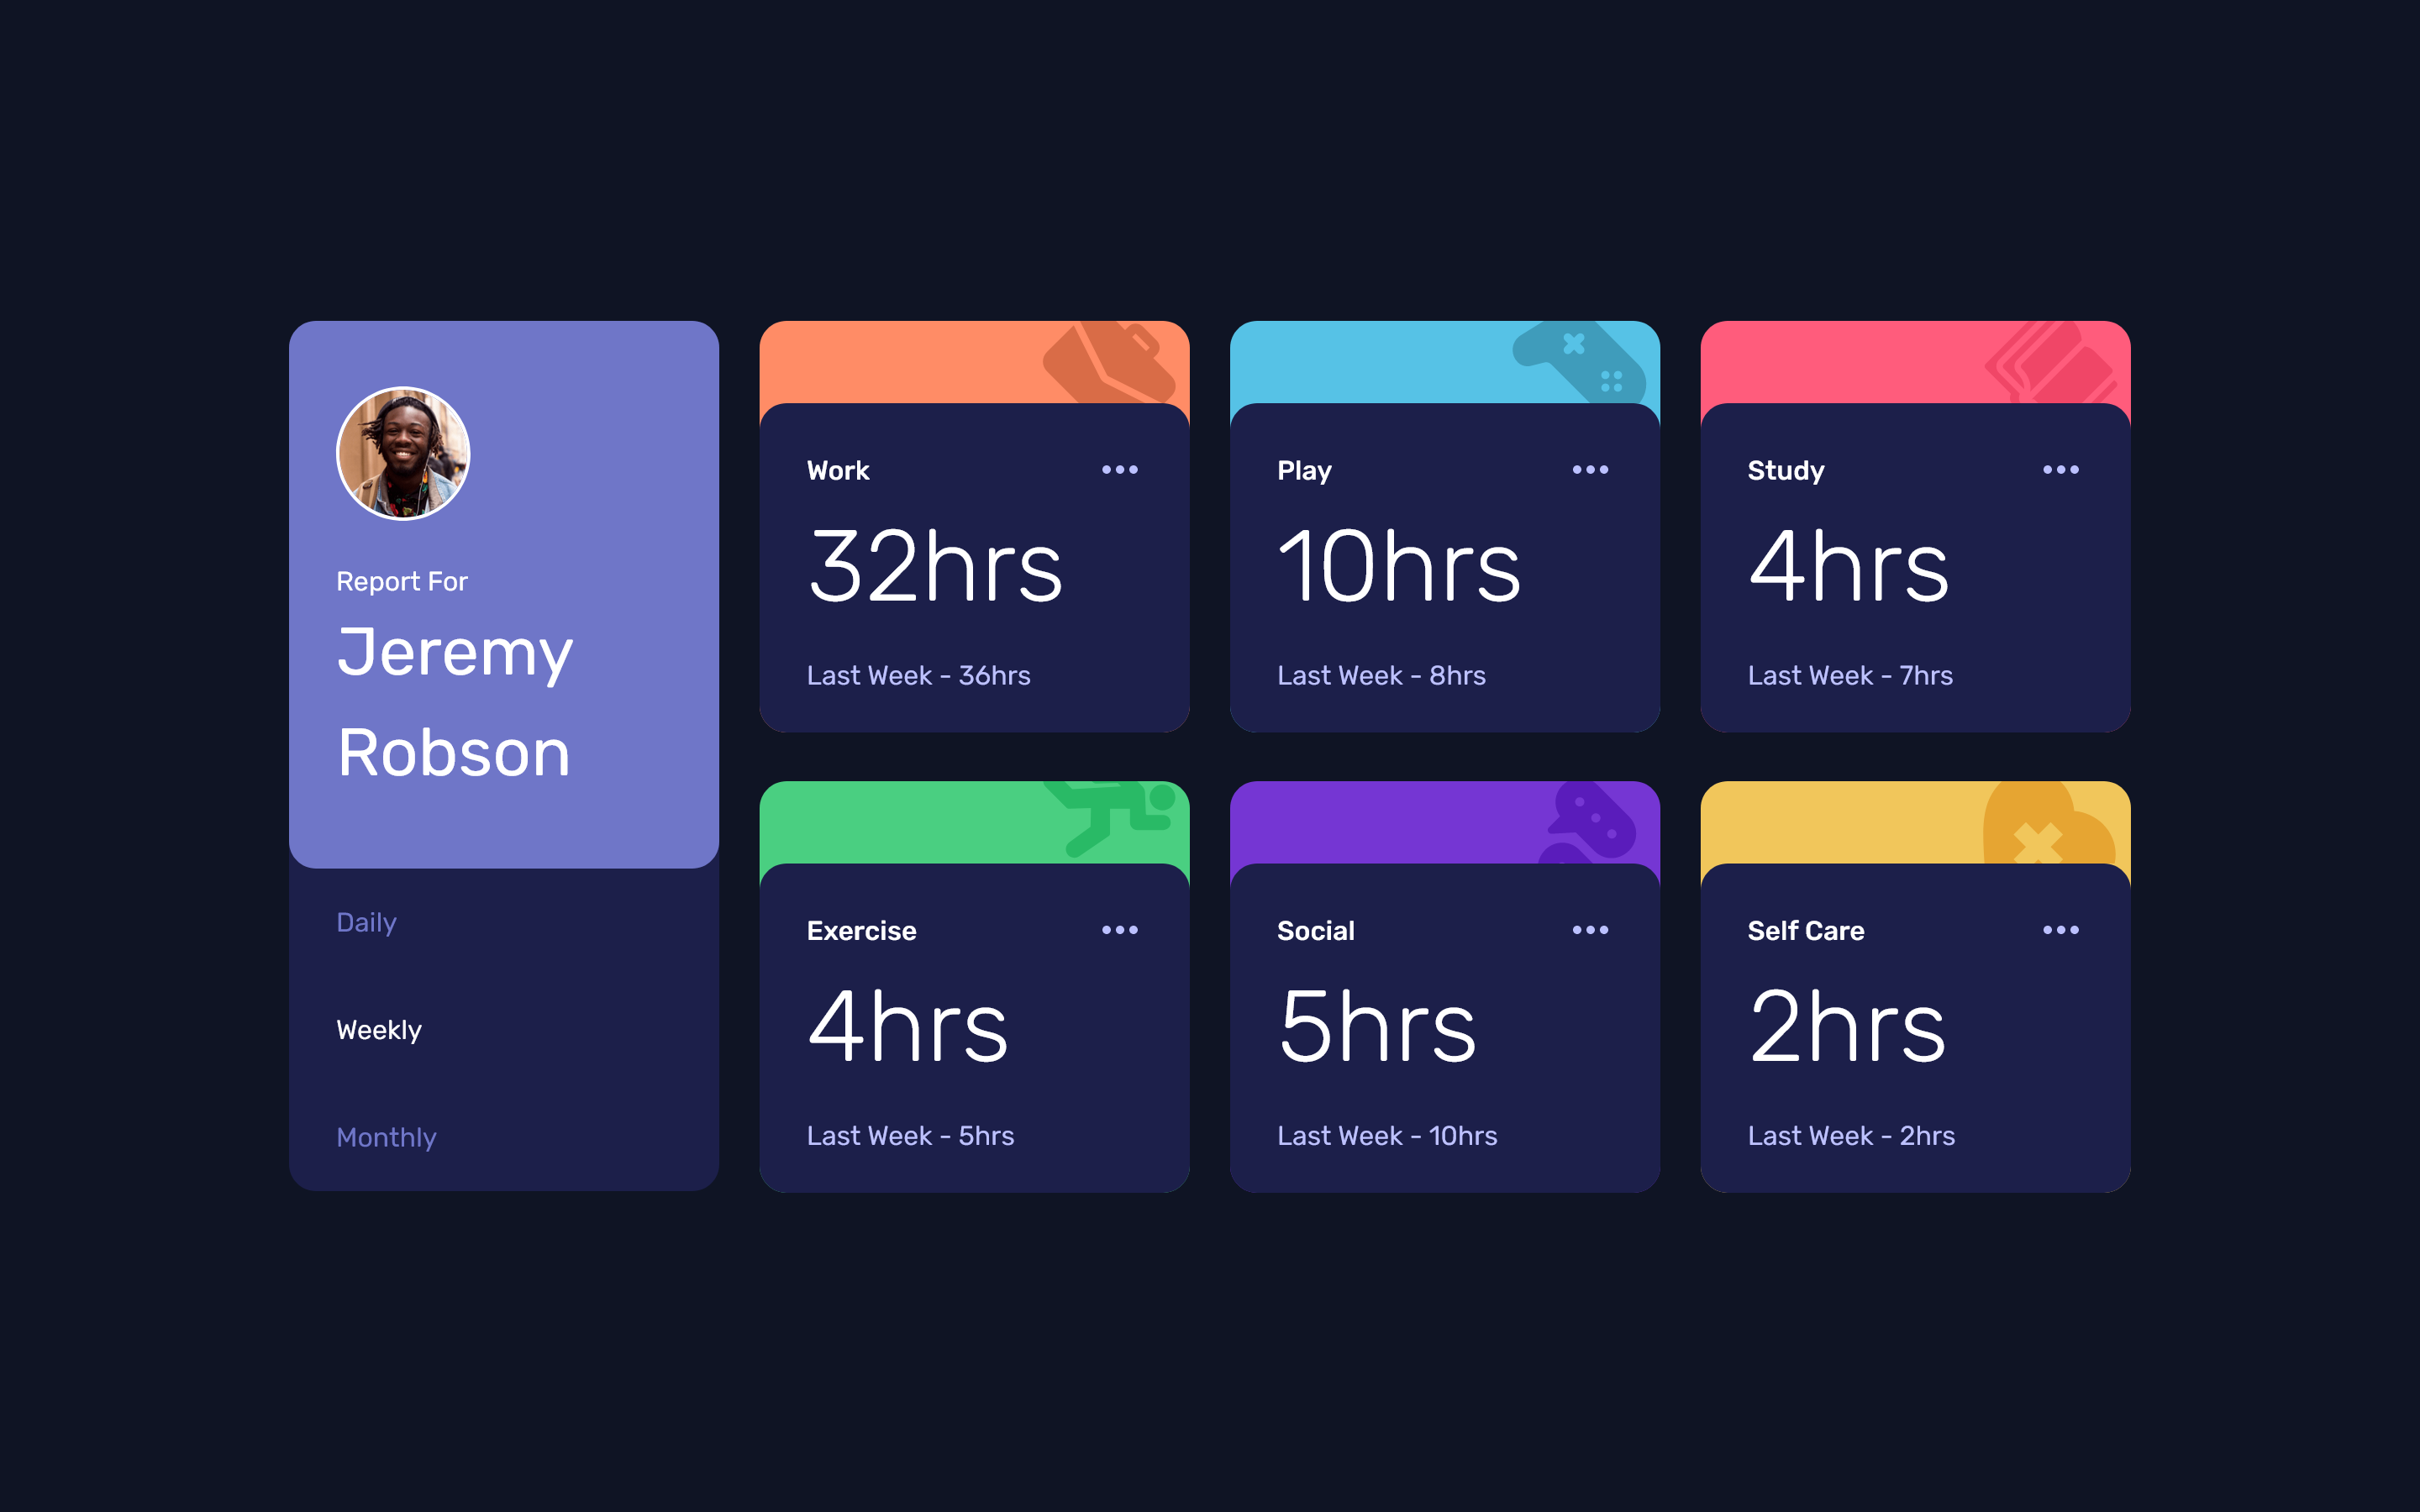 Report For
Jeremy
Robson
Daily
Weekly
Monthly
Work
32hrs
Last Week - 36hrs
Play
10hrs
Last Week - 8hrs
Study
4hrs
Last Week - 7hrs
Exercise
4hrs
Last Week - 5hrs
Social
5hrs
Last Week - 10hrs
Self Care
2hrs
Last Week - 2hrs